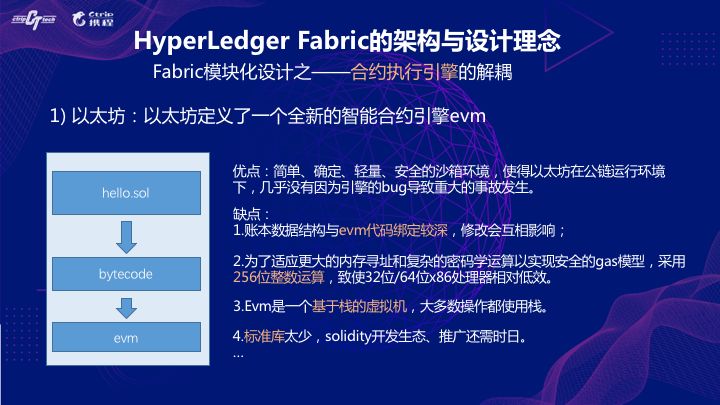 ctrip tech
Ctrip
携程
HyperLedger Fabric的架构与设计理念
Fabric模块化设计之——合约执行引擎的解耦
1) 以太坊：以太坊定义了一个全新的智能合约引擎evm
hello.sol
bytecode
evm
优点：简单、确定、轻量、安全的沙箱环境，使得以太坊在公链运行环境
下，几乎没有因为引擎的bug导致重大的事故发生。
缺点：
1.账本数据结构与evm代码绑定较深，修改会互相影响；
2.为了适应更大的内存寻址和复杂的密码学运算以实现安全的gas模型，采用
256位整数运算，致使32位/64位x86处理器相对低效。
3.Evm是一个基于栈的虚拟机，大多数操作都使用栈。
4.标准库太少，solidity开发生态、推广还需时日。
...